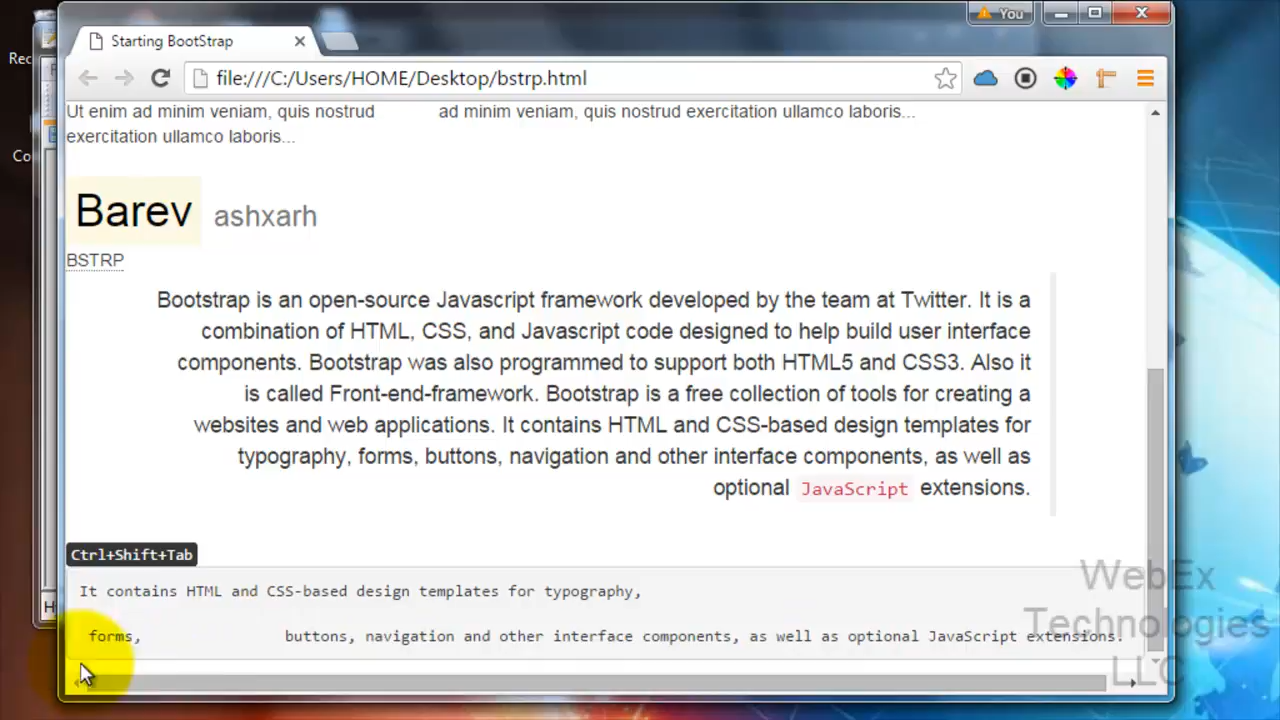 You
Starting BootStrap
file:///C:/Users/HOME/Desktop/bstrp.html
Ut enim ad minim veniam, quis nostrud ad minim veniam, quis nostrud exercitation ullamco laboris...
exercitation ullamco laboris...
Barev ashxarh
BSTRP
Bootstrap is an open-source Javascript framework developed by the team at Twitter. It is a
combination of HTML, CSS, and Javascript code designed to help build user interface
components. Bootstrap was also programmed to support both HTML5 and CSS3. Also it
is called Front-end-framework. Bootstrap is a free collection of tools for creating a
websites and web applications. It contains HTML and CSS-based design templates for
typography, forms, buttons, navigation and other interface components, as well as
optional JavaScript extensions.
Ctrl+Shift+Tab
It contains HTML and CSS-based design templates for typography,
forms, buttons, navigation and other interface components, as well as optional JavaScript extensions.
WebEx
Technologies
LLC